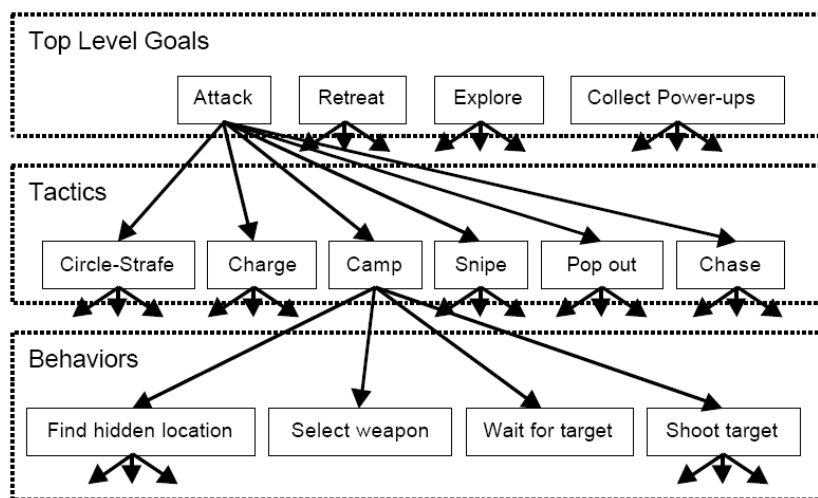 Top Level Goals
Attack
Retreat
Explore
Collect Power-ups
Tactics
Circle-Strafe
Charge
Camp
Snipe
Pop out
Chase
Behaviors
Find hidden location
Select weapon
Wait for target
Shoot target